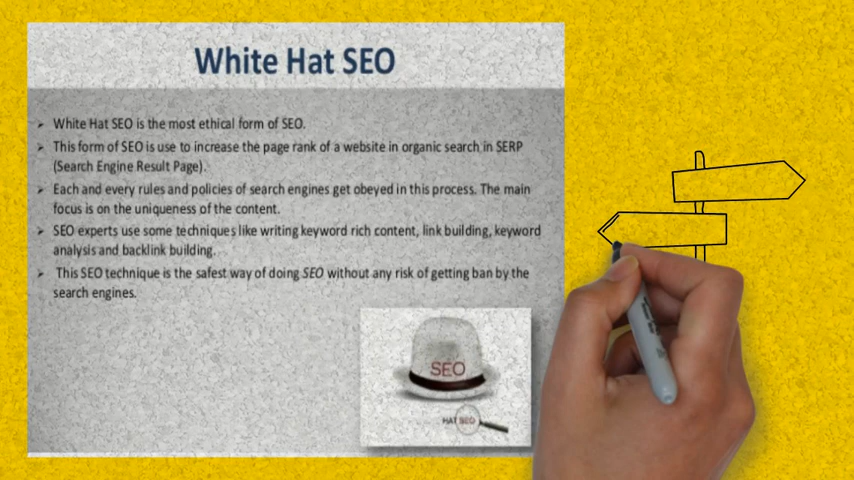 White Hat SEO
➤ White Hat SEO is the most ethical form of SEO.
➤ This form of SEO is use to increase the page rank of a website in organic search in SERP
(Search Engine Result Page).
➤ Each and every rules and policies of search engines get obeyed in this process. The main
focus is on the uniqueness of the content.
➤ SEO experts use some techniques like writing keyword rich content, link building, keyword
analysis and backlink building.
➤ This SEO technique is the safest way of doing SEO without any risk of getting ban by the
search engines.
SEO
HAT SEO